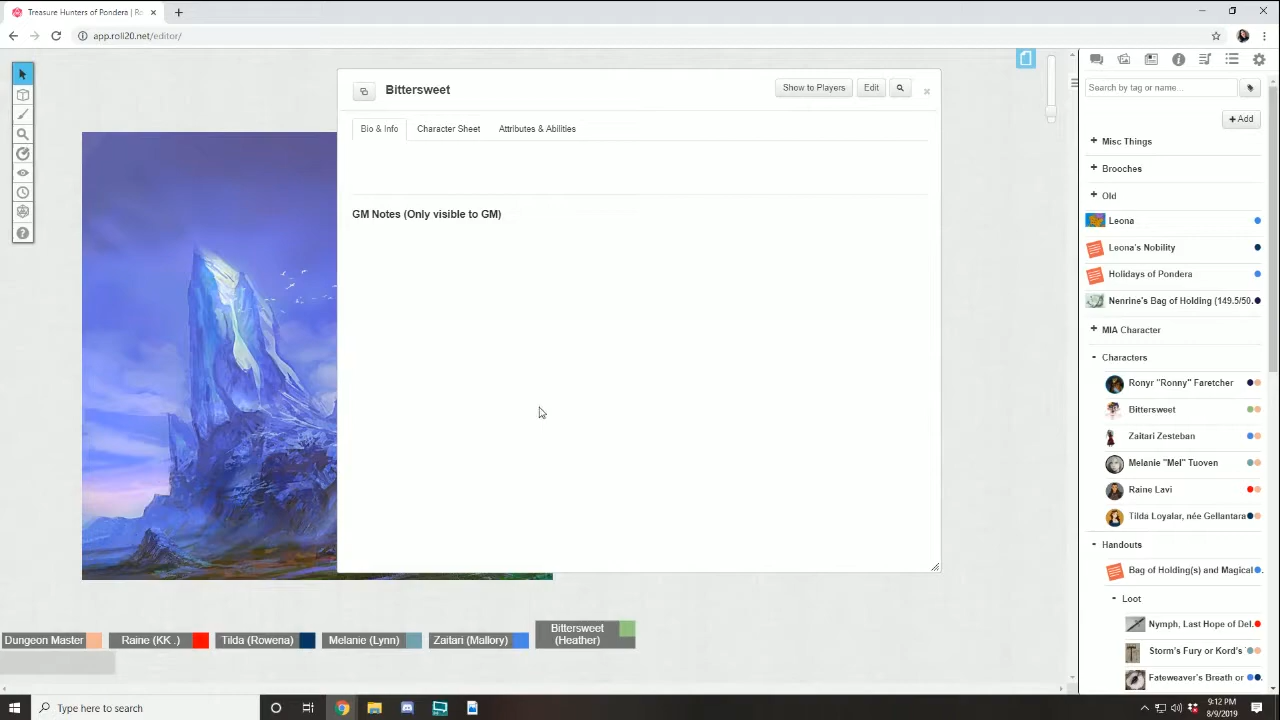 Treasure Hunters of Pondera | Ro
app.roll20.net/editor/
Bittersweet
Show to Players
Edit
Bio & Info
Character Sheet
Attributes & Abilities
GM Notes (Only visible to GM)
Search by tag or name...
+ Add
+ Misc Things
+ Brooches
+ Old
Leona
Leona's Nobility
Holidays of Pondera
Nenrine's Bag of Holding (149.5/50.
+ MIA Character
- Characters
Ronyr "Ronny" Faretcher
Bittersweet
Zaitari Zesteban
Melanie "Mel" Tuoven
Raine Lavi
Tilda Loyalar, née Gellantara
- Handouts
Bag of Holding(s) and Magical
- Loot
Nymph, Last Hope of Del.
Storm's Fury or Kord's
Fateweaver's Breath or
Dungeon Master
Raine (KK .)
Tilda (Rowena)
Melanie (Lynn)
Zaitari (Mallory)
Bittersweet
(Heather)
Type here to search
9:12 PM
8/9/2019